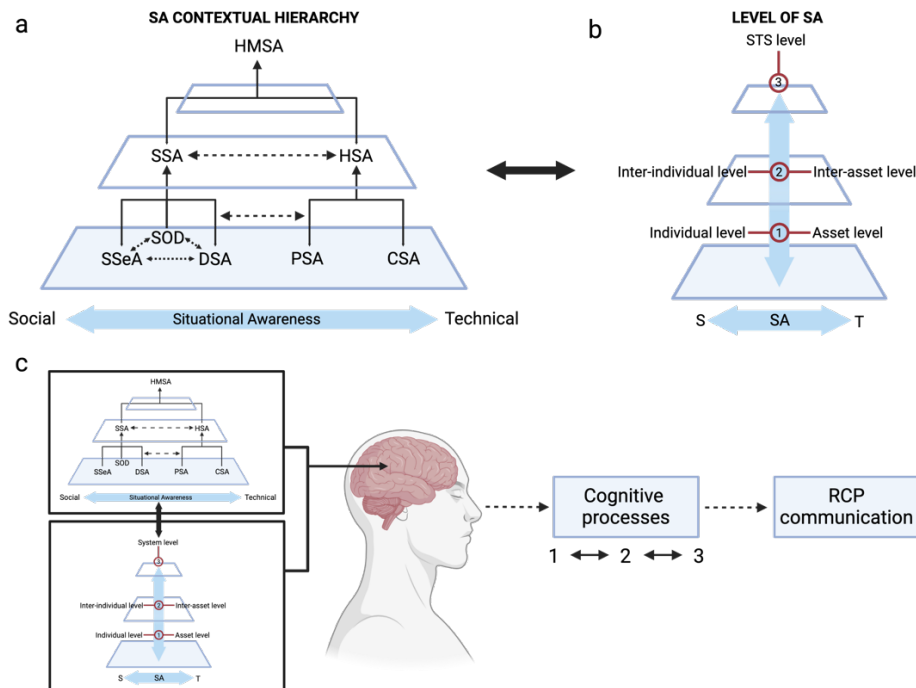 a
SA CONTEXTUAL HIERARCHY
HMSA
SSA
HSA
SOD
SSeA
DSA
PSA
CSA
Social
Situational Awareness
Technical
b
LEVEL OF SA
STS level
3
Inter-individual level
2
Inter-asset level
Individual level
1
Asset level
S
SA
T
c
HMSA
SSA
HSA
SOD
SSeA
DSA
PSA
CSA
Social
Situational Awareness
Technical
System level
3
Inter-individual level
2
Inter-asset level
Individual level
1
Asset level
S
SA
T
Cognitive
processes
1
2
3
RCP
communication